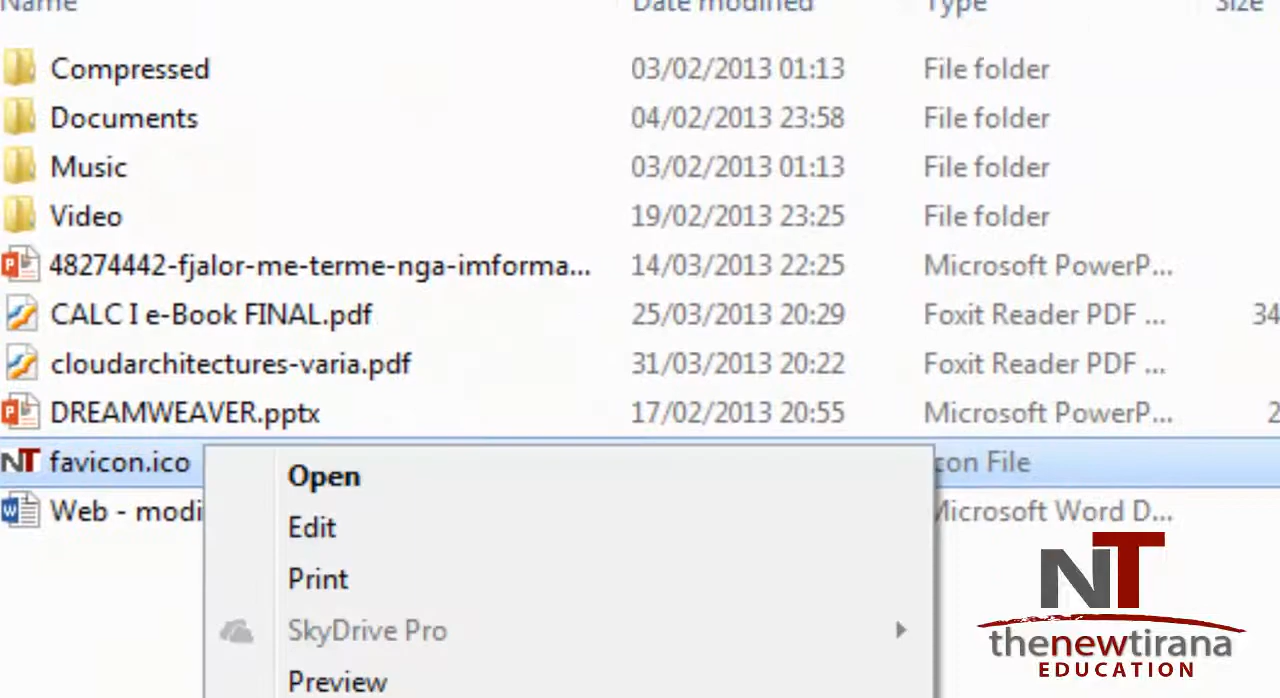 Name Date modified Type Size
Compressed 03/02/2013 01:13 File folder
Documents 04/02/2013 23:58 File folder
Music 03/02/2013 01:13 File folder
Video 19/02/2013 23:25 File folder
48274442-fjalor-me-terme-nga-imforma... 14/03/2013 22:25 Microsoft PowerP...
CALC I e-Book FINAL.pdf 25/03/2013 20:29 Foxit Reader PDF ... 34
cloudarchitectures-varia.pdf 31/03/2013 20:22 Foxit Reader PDF ...
DREAMWEAVER.pptx 17/02/2013 20:55 Microsoft PowerP... 2
NT favicon.ico con File
Web - modi Microsoft Word D...
Open
Edit
Print
SkyDrive Pro
Preview
NT
thenewtirana
EDUCATION